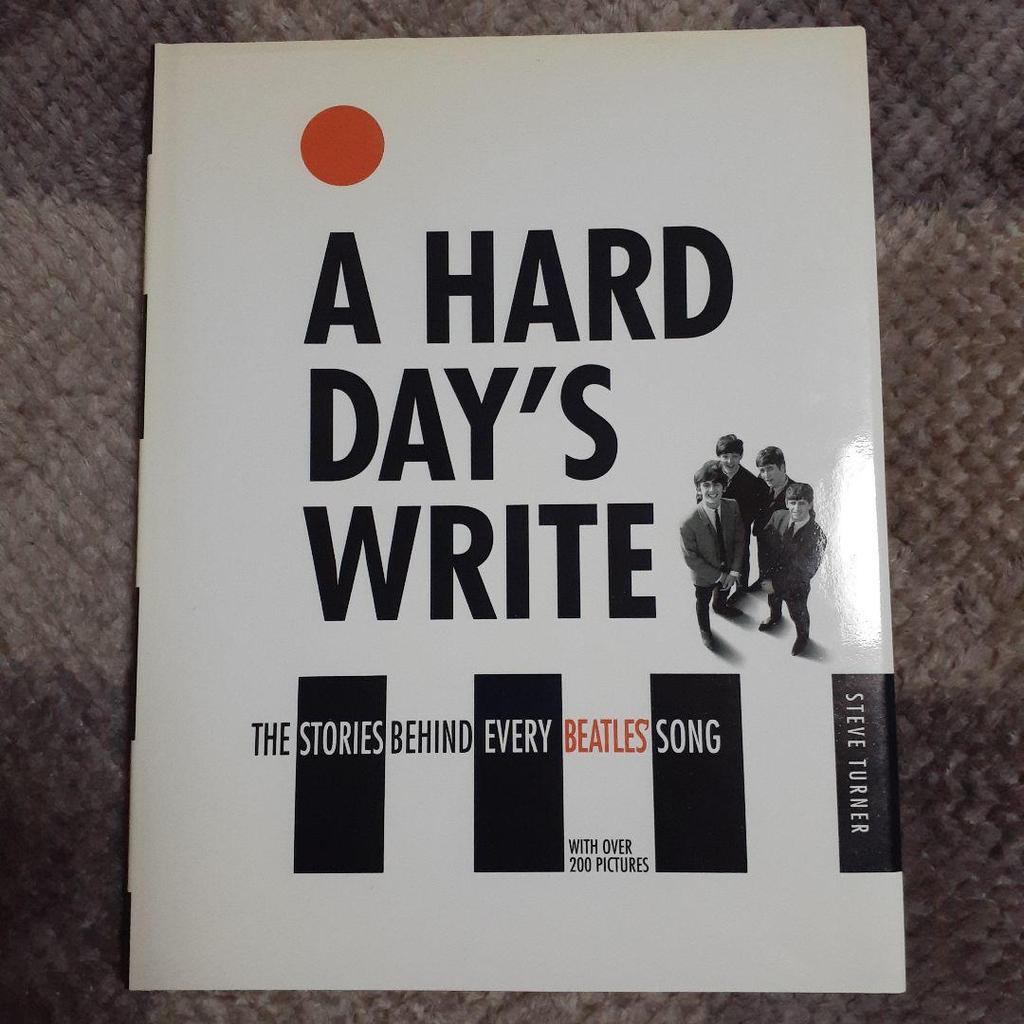 A HARD
DAY'S
WRITE
THE STORIES BEHIND EVERY BEATLES' SONG
WITH OVER
200 PICTURES
STEVE TURNER